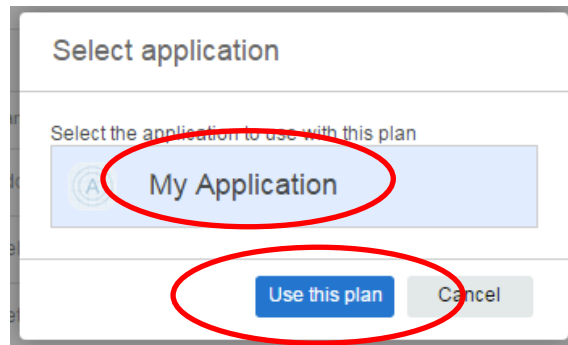 Select application
Select the application to use with this plan
A
My Application
Use this plan
Cancel